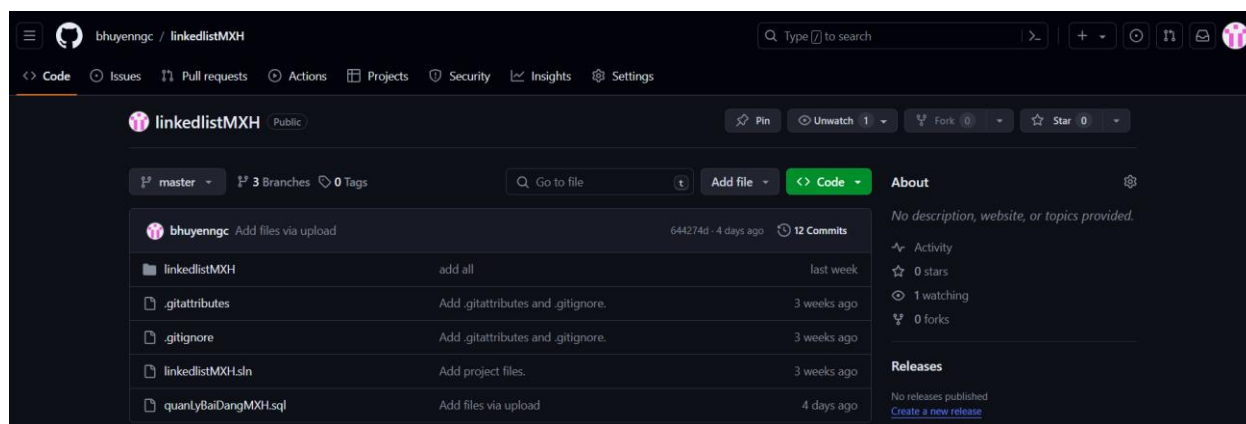 bhuyenngc / linkedlistMXH
Type / to search
Code Issues Pull requests Actions Projects Security Insights Settings
linkedlistMXH Public
Pin Unwatch 1 Fork 0 Star 0
master 3 Branches 0 Tags Go to file t Add file Code
bhuyenngc Add files via upload 644274d · 4 days ago 12 Commits
linkedlistMXH add all last week
.gitattributes Add .gitattributes and .gitignore. 3 weeks ago
.gitignore Add .gitattributes and .gitignore. 3 weeks ago
linkedlistMXH.sln Add project files. 3 weeks ago
quanLyBaiDangMXH.sql Add files via upload 4 days ago
About
No description, website, or topics provided.
Activity
0 stars
1 watching
0 forks
Releases
No releases published
Create a new release